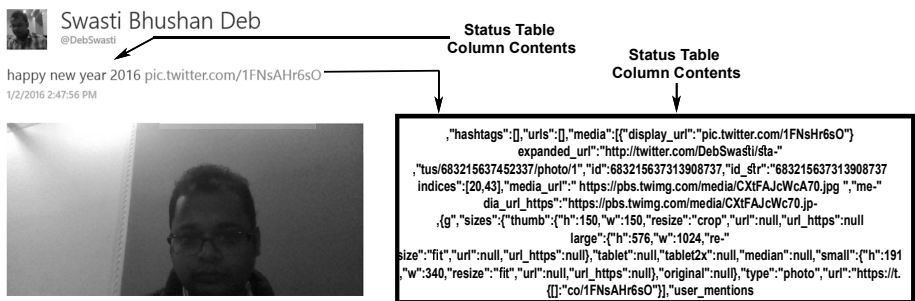 Swasti Bhushan Deb
@DebSwasti
Status Table
Column Contents
Status Table
Column Contents
happy new year 2016 pic.twitter.com/1FNsAHr6sO
1/2/2016 2:47:56 PM
,"hashtags":[],"urls":[],"media":[{"display_url":"pic.twitter.com/1FNsHr6sO"}
expanded_url":"http://twitter.com/DebSwasti/sta-"
,"tus/683215637452337/photo/1","id":683215637313908737,"id_str":"683215637313908737
indices":[20,43],"media_url":" https://pbs.twimg.com/media/CXtFAJcWcA70.jpg ","me-"
dia_url_https":"https://pbs.twimg.com/media/CXtFAJcWc70.jp-
,{g","sizes":{"thumb":{"h":150,"w":150,"resize":"crop","url":null,"url_https":null
large":{"h":576,"w":1024,"re-"
size":"fit","url":null,"url_https":null},"tablet":null,"tablet2x":null,"median":null,"small":{"h":191
,"w":340,"resize":"fit","url":null,"url_https":null},"original":null},"type":"photo","url":"https://t.
{[]:"co/1FNsAHr6sO"}],"user_mentions